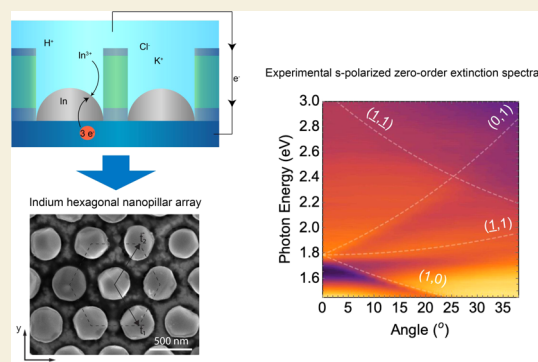 H⁺
Cl⁻
In³⁺
K⁺
e⁻
In
3 e⁻
Indium hexagonal nanopillar array
y
500 nm
Experimental s-polarized zero-order extinction spectra
Photon Energy (eV)
3.0
2.8
2.6
2.4
2.2
2.0
1.8
1.6
(1,1)
(0,1)
(1,1)
(1,0)
0
5
10
15
20
25
30
35
Angle (°)